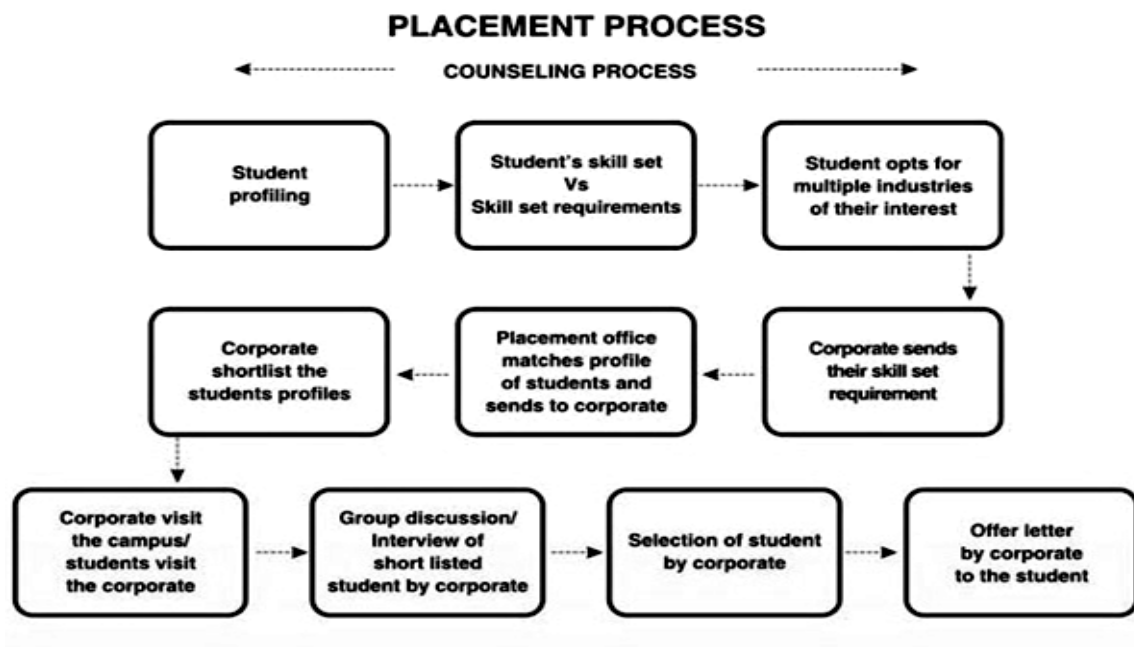 PLACEMENT PROCESS
COUNSELING PROCESS
Student
profiling
Student's skill set
Vs
Skill set requirements
Student opts for
multiple industries
of their interest
Corporate sends
their skill set
requirement
Placement office
matches profile
of students and
sends to corporate
Corporate
shortlist the
students profiles
Corporate visit
the campus/
students visit
the corporate
Group discussion/
Interview of
short listed
student by corporate
Selection of student
by corporate
Offer letter
by corporate
to the student